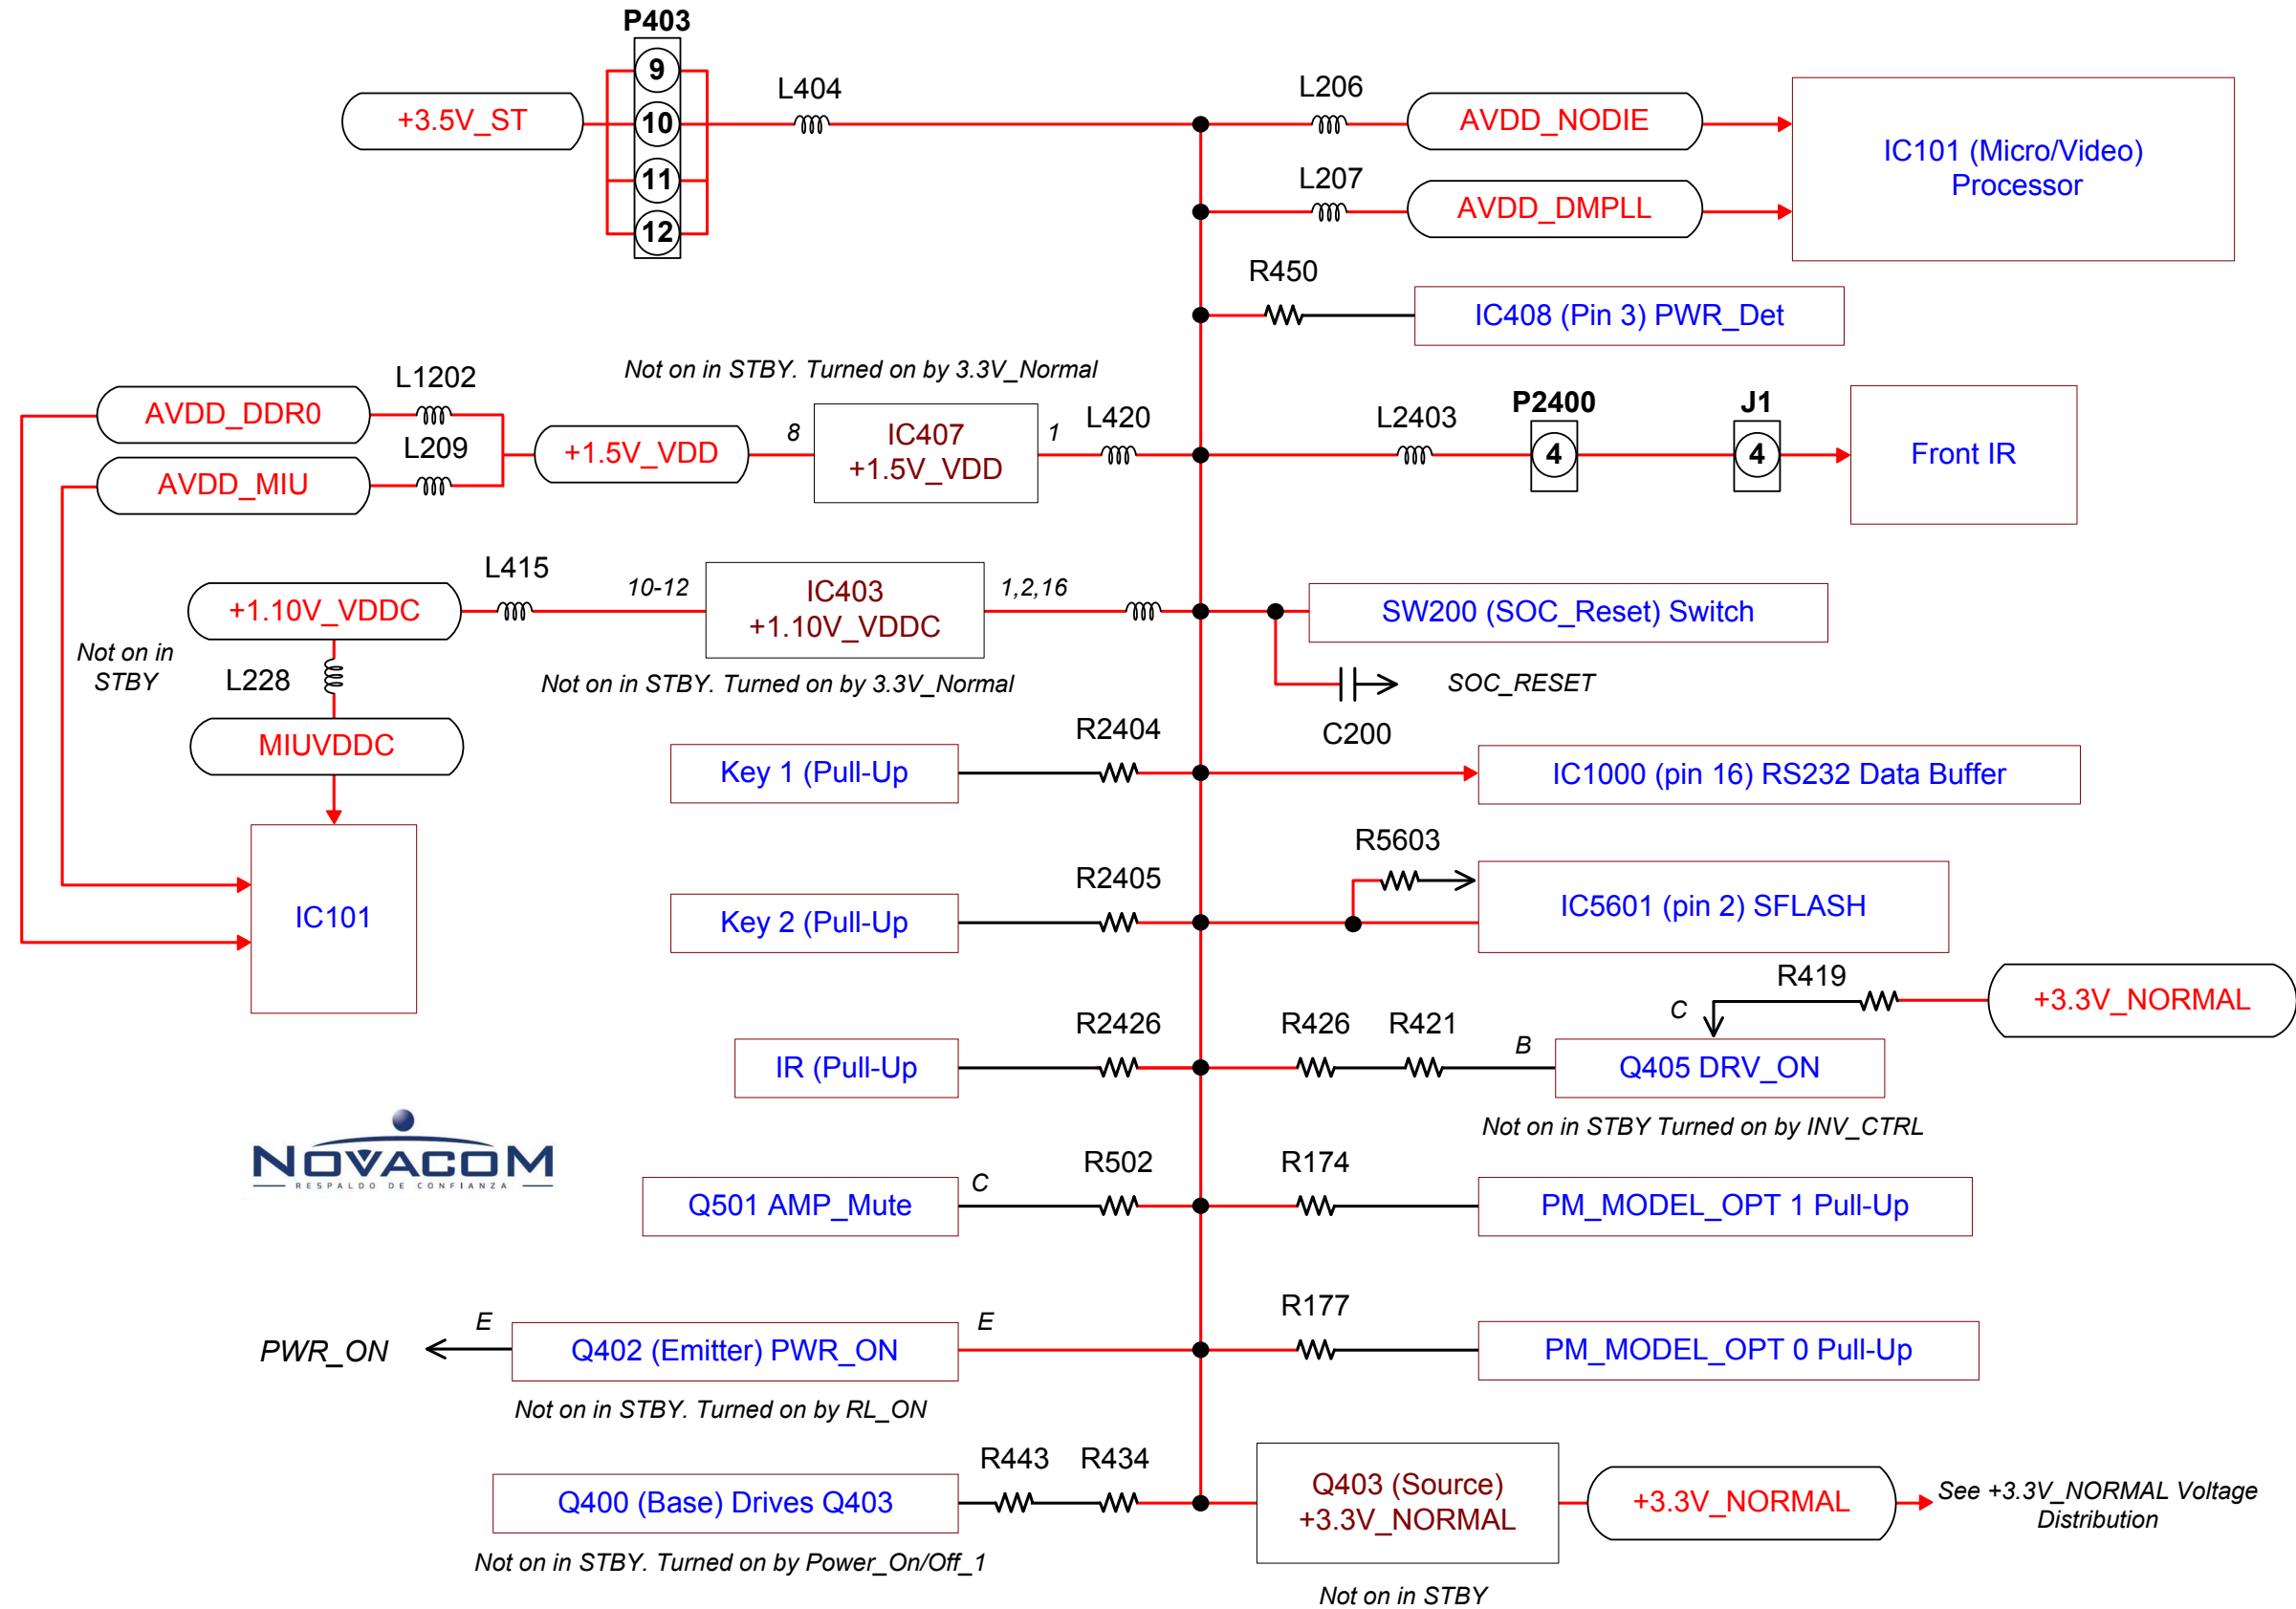 P403
9
10
11
12
+3.5V_ST
L404
L206
AVDD_NODIE
L207
AVDD_DMPLL
IC101 (Micro/Video)
Processor
R450
IC408 (Pin 3) PWR_Det
Not on in STBY. Turned on by 3.3V_Normal
L1202
AVDD_DDR0
L209
AVDD_MIU
+1.5V_VDD
8
IC407
+1.5V_VDD
1
L420
L2403
P2400
4
J1
4
Front IR
L415
+1.10V_VDDC
10-12
IC403
+1.10V_VDDC
1,2,16
SW200 (SOC_Reset) Switch
Not on in
STBY
L228
Not on in STBY. Turned on by 3.3V_Normal
SOC_RESET
C200
MIUVDDC
R2404
Key 1 (Pull-Up
IC1000 (pin 16) RS232 Data Buffer
R5603
R2405
Key 2 (Pull-Up
IC5601 (pin 2) SFLASH
IC101
R419
+3.3V_NORMAL
C
R2426
IR (Pull-Up
R426
R421
B
Q405 DRV_ON
Not on in STBY Turned on by INV_CTRL
NOVACOM
RESPALDO DE CONFIANZA
R502
C
Q501 AMP_Mute
R174
PM_MODEL_OPT 1 Pull-Up
PWR_ON
E
Q402 (Emitter) PWR_ON
E
R177
PM_MODEL_OPT 0 Pull-Up
Not on in STBY. Turned on by RL_ON
R443
R434
Q400 (Base) Drives Q403
Q403 (Source)
+3.3V_NORMAL
+3.3V_NORMAL
See +3.3V_NORMAL Voltage
Distribution
Not on in STBY. Turned on by Power_On/Off_1
Not on in STBY